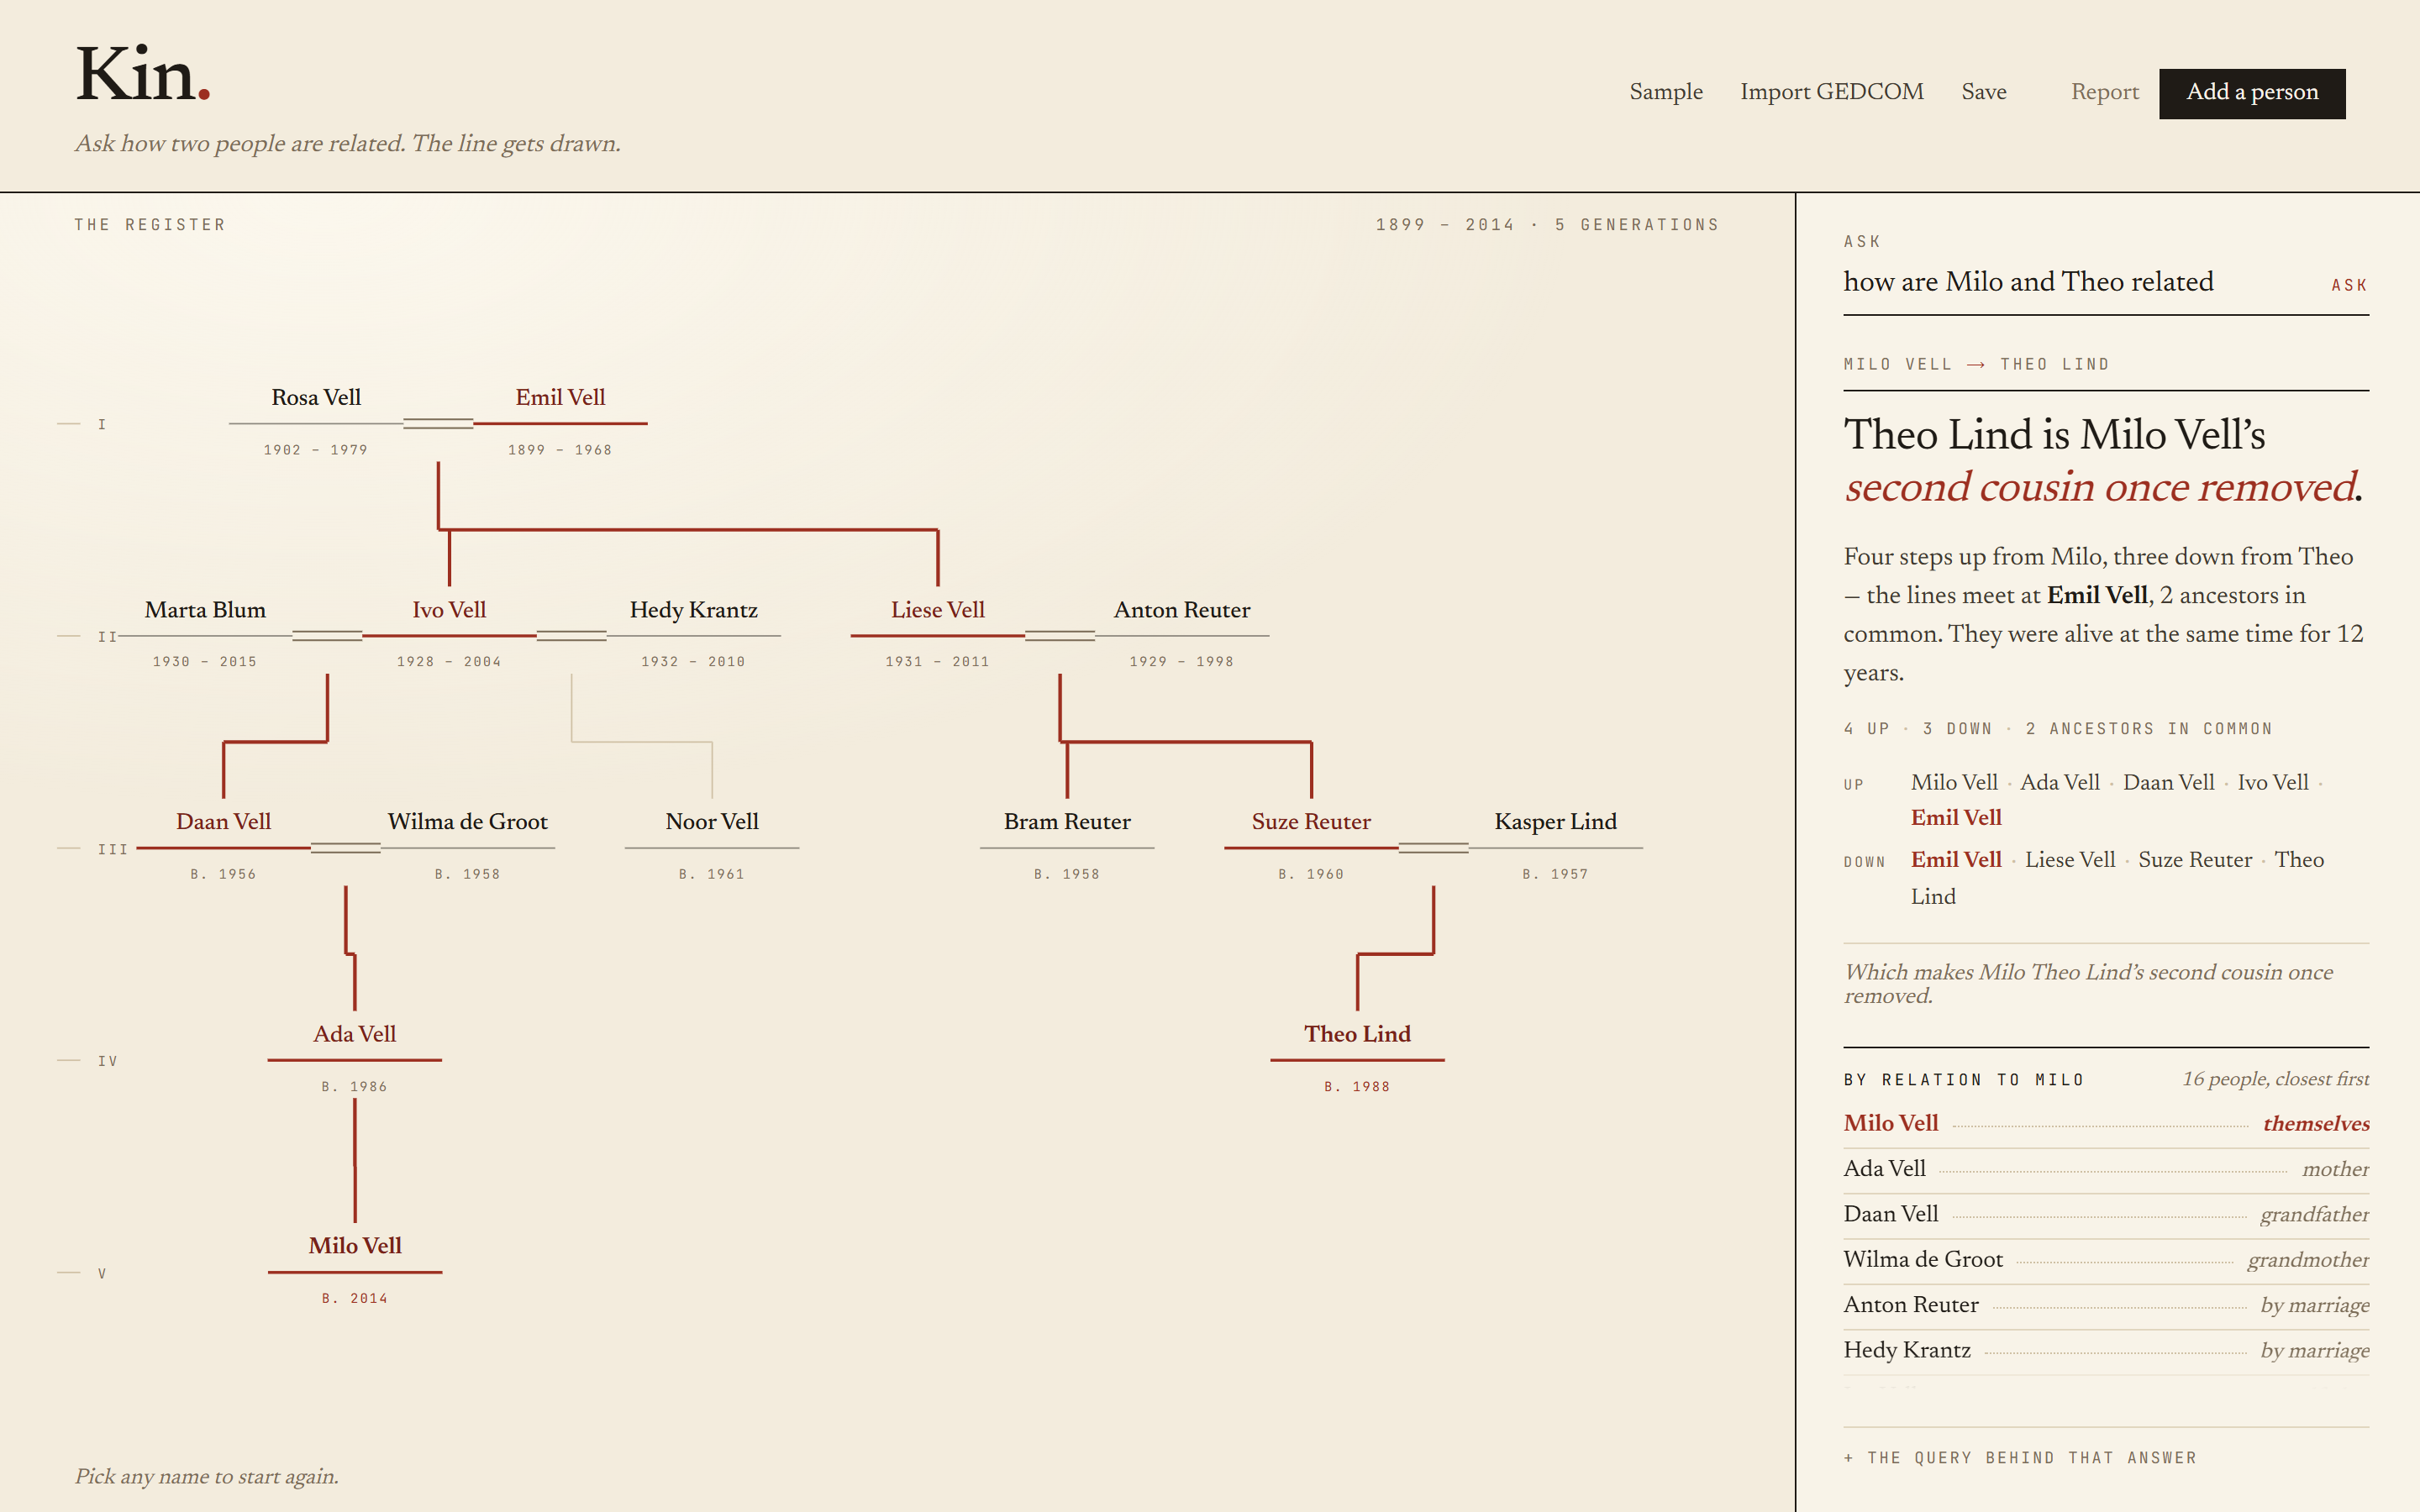 Kin.
Ask how two people are related. The line gets drawn.
Sample
Import GEDCOM
Save
Report
Add a person
THE REGISTER
1899 – 2014 · 5 GENERATIONS
I
Rosa Vell
Emil Vell
1902 – 1979
1899 – 1968
II
Marta Blum
Ivo Vell
Hedy Krantz
Liese Vell
Anton Reuter
1930 – 2015
1928 – 2004
1932 – 2010
1931 – 2011
1929 – 1998
III
Daan Vell
Wilma de Groot
Noor Vell
Bram Reuter
Suze Reuter
Kasper Lind
B. 1956
B. 1958
B. 1961
B. 1958
B. 1960
B. 1957
IV
Ada Vell
Theo Lind
B. 1986
B. 1988
V
Milo Vell
B. 2014
Pick any name to start again.
ASK
how are Milo and Theo related
ASK
MILO VELL → THEO LIND
Theo Lind is Milo Vell’s
second cousin once removed.
Four steps up from Milo, three down from Theo
— the lines meet at Emil Vell, 2 ancestors in
common. They were alive at the same time for 12
years.
4 UP · 3 DOWN · 2 ANCESTORS IN COMMON
UP
Milo Vell · Ada Vell · Daan Vell · Ivo Vell ·
Emil Vell
DOWN
Emil Vell · Liese Vell · Suze Reuter · Theo
Lind
Which makes Milo Theo Lind’s second cousin once
removed.
BY RELATION TO MILO
16 people, closest first
Milo Vell themselves
Ada Vell mother
Daan Vell grandfather
Wilma de Groot grandmother
Anton Reuter by marriage
Hedy Krantz by marriage
+ THE QUERY BEHIND THAT ANSWER